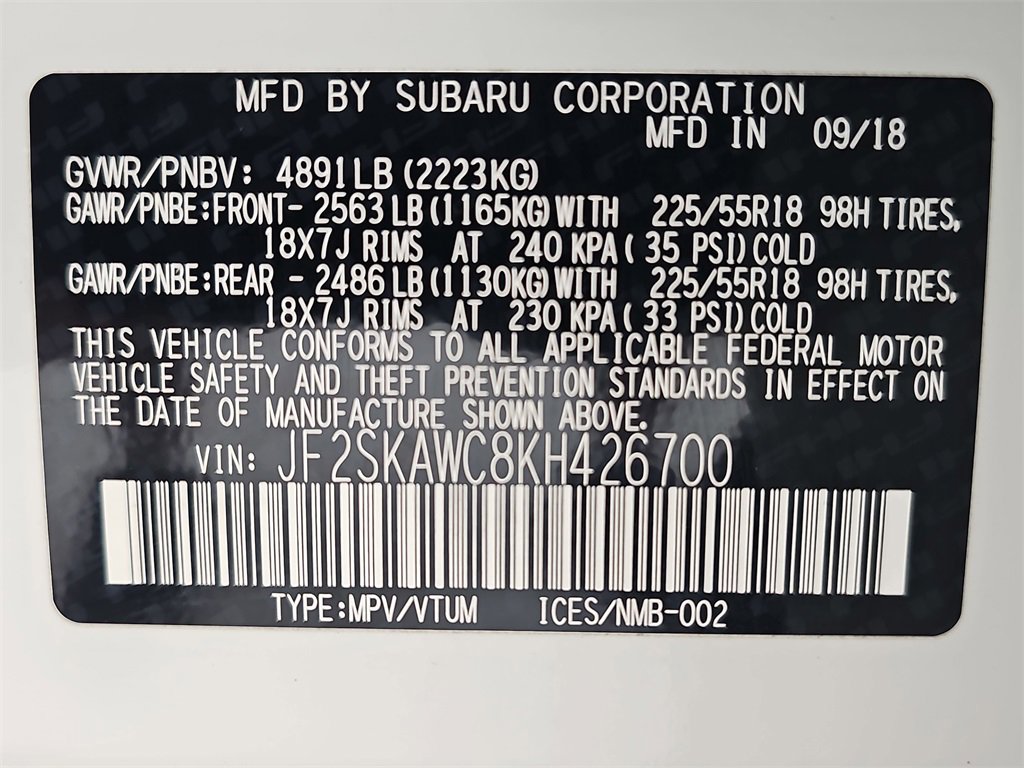 MFD BY SUBARU CORPORATION
MFD IN 09/18
GVWR/PNBV: 4891LB (2223KG)
GAWR/PNBE:FRONT- 2563 LB (1165KG) WITH 225/55R18 98H TIRES,
18X7J RIMS AT 240 KPA ( 35 PSI) COLD
GAWR/PNBE:REAR - 2486 LB (1130KG) WITH 225/55R18 98H TIRES,
18X7J RIMS AT 230 KPA ( 33 PSI) COLD
THIS VEHICLE CONFORMS TO ALL APPLICABLE FEDERAL MOTOR
VEHICLE SAFETY AND THEFT PREVENTION STANDARDS IN EFFECT ON
THE DATE OF MANUFACTURE SHOWN ABOVE.
VIN: JF2SKAWC8KH426700
TYPE:MPV/VTUM ICES/NMB-002